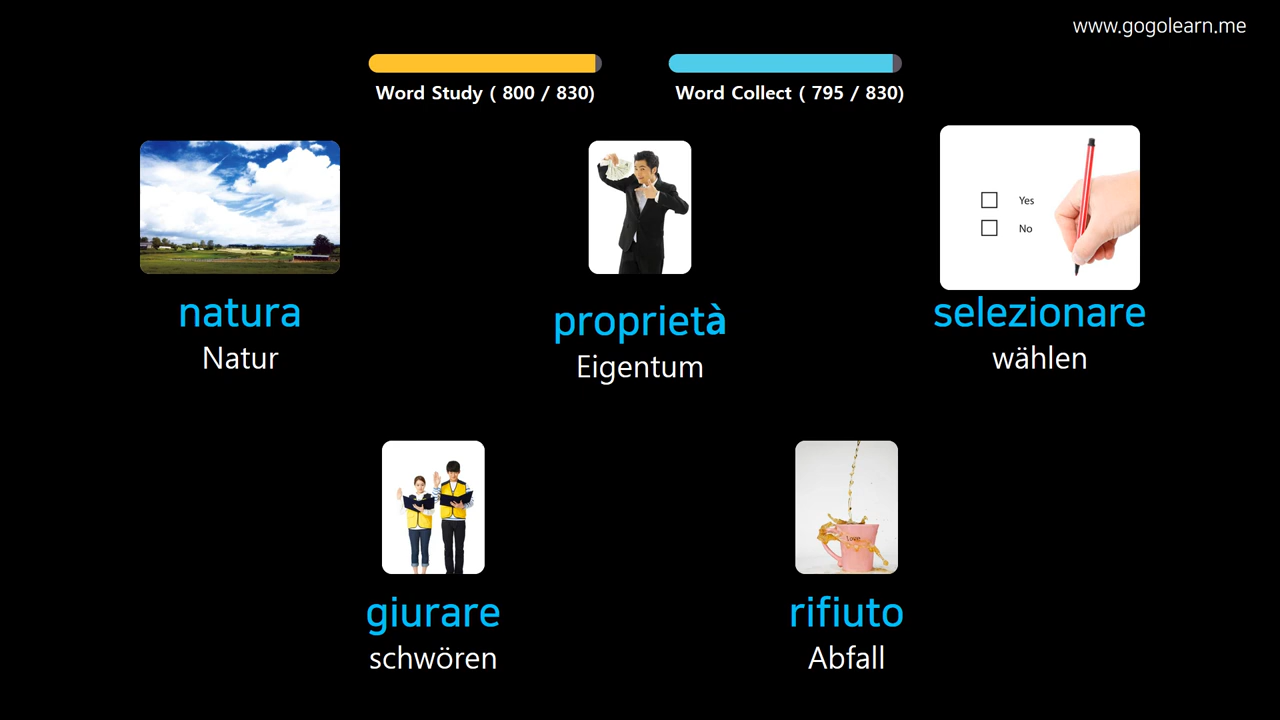 www.gogolearn.me
Word Study ( 800 / 830)
Word Collect ( 795 / 830)
Yes
No
natura
Natur
proprietà
Eigentum
selezionare
wählen
giurare
schwören
rifiuto
Abfall